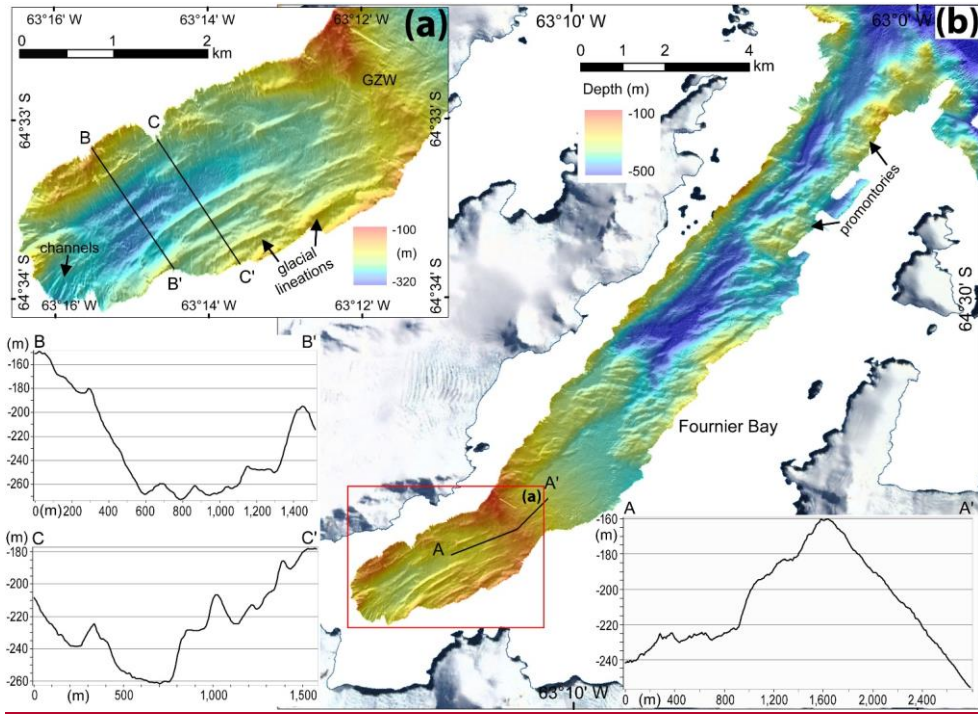 63°16' W
63°14' W
63°12' W
(a)
0
1
2
km
GZW
64°33' S
64°33' S
B
C
channels
B'
C'
glacial
lineations
-100
(m)
-320
64°34' S
64°34' S
63°16' W
63°14' W
63°12' W
63°10' W
63°0' W
(b)
0
1
2
4
km
Depth (m)
-100
-500
promontories
64°30' S
Fournier Bay
A'
(a)
A
63°10' W
(m)
B
B'
-160
-180
-200
-220
-240
-260
0(m) 200 400 600 800 1,000 1,200 1,400
(m)
C
C'
-180
-200
-220
-240
-260
0
(m)
500
1,000
1,500
A
A'
(m)
-160
-180
-200
-220
-240
0
(m)
400
800
1,200
1,600
2,000
2,400